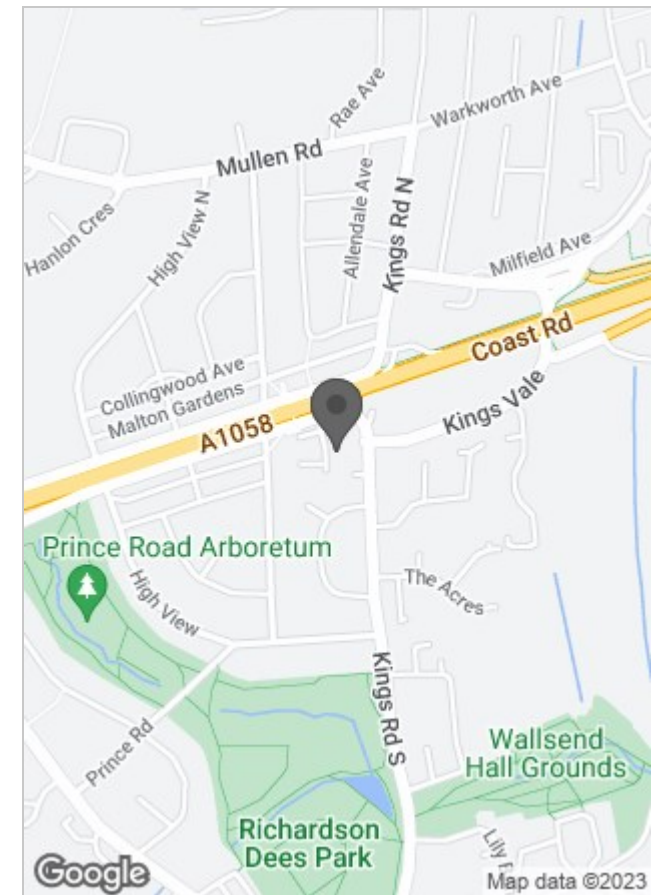 Rae Ave
Warkworth Ave
Mullen Rd
Allendale Ave
Kings Rd N
Hanlon Cres
High View N
Milfield Ave
Coast Rd
Collingwood Ave
Malton Gardens
A1058
Kings Vale
Prince Road Arboretum
High View
The Acres
Kings Rd S
Prince Rd
Wallsend
Hall Grounds
Richardson
Dees Park
Lily
Google
Map data ©2023